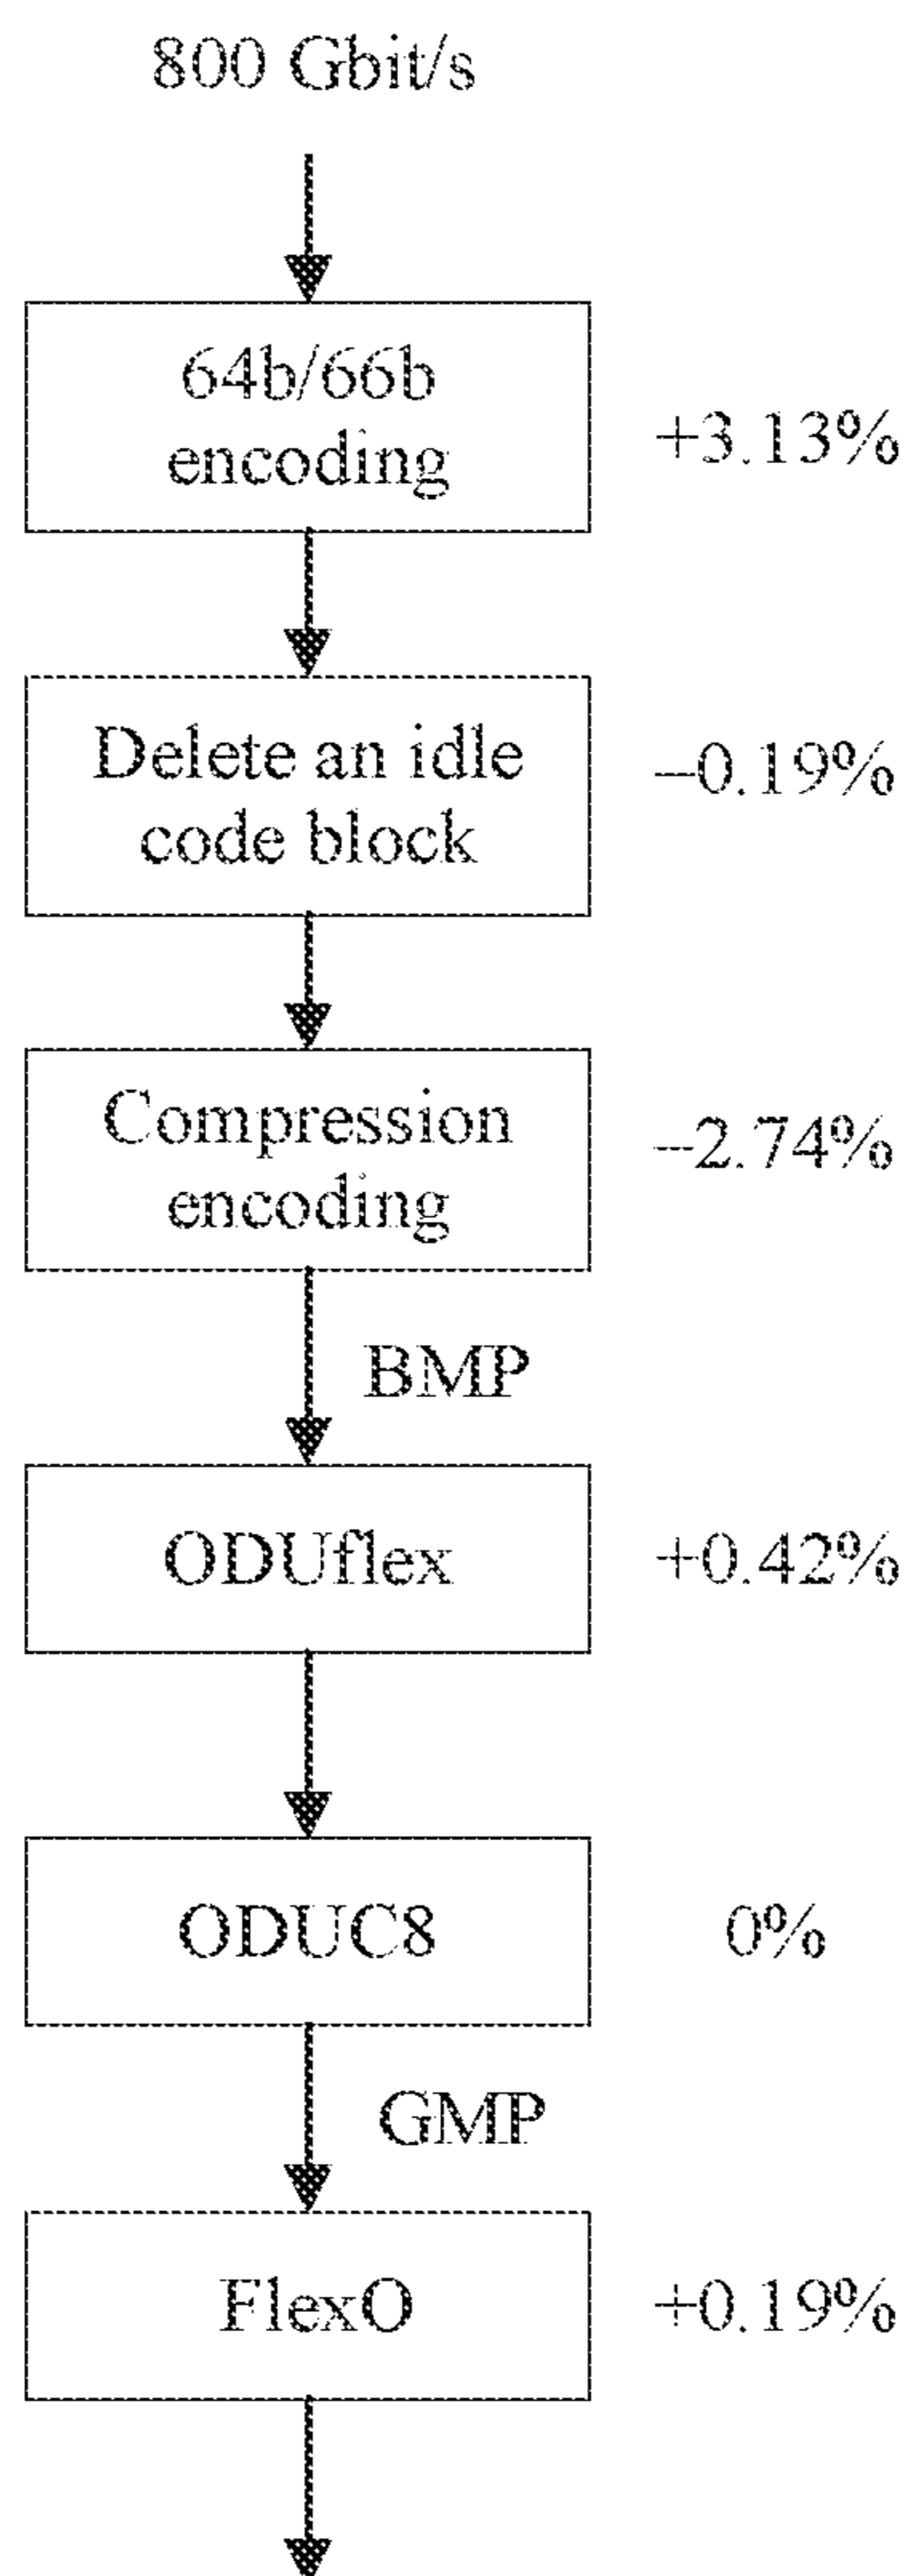 800 Gbit/s
64b/66b
encoding
+3.13%
Delete an idle
code block
–0.19%
Compression
encoding
–2.74%
BMP
ODUflex
+0.42%
ODUC8
0%
GMP
FlexO
+0.19%